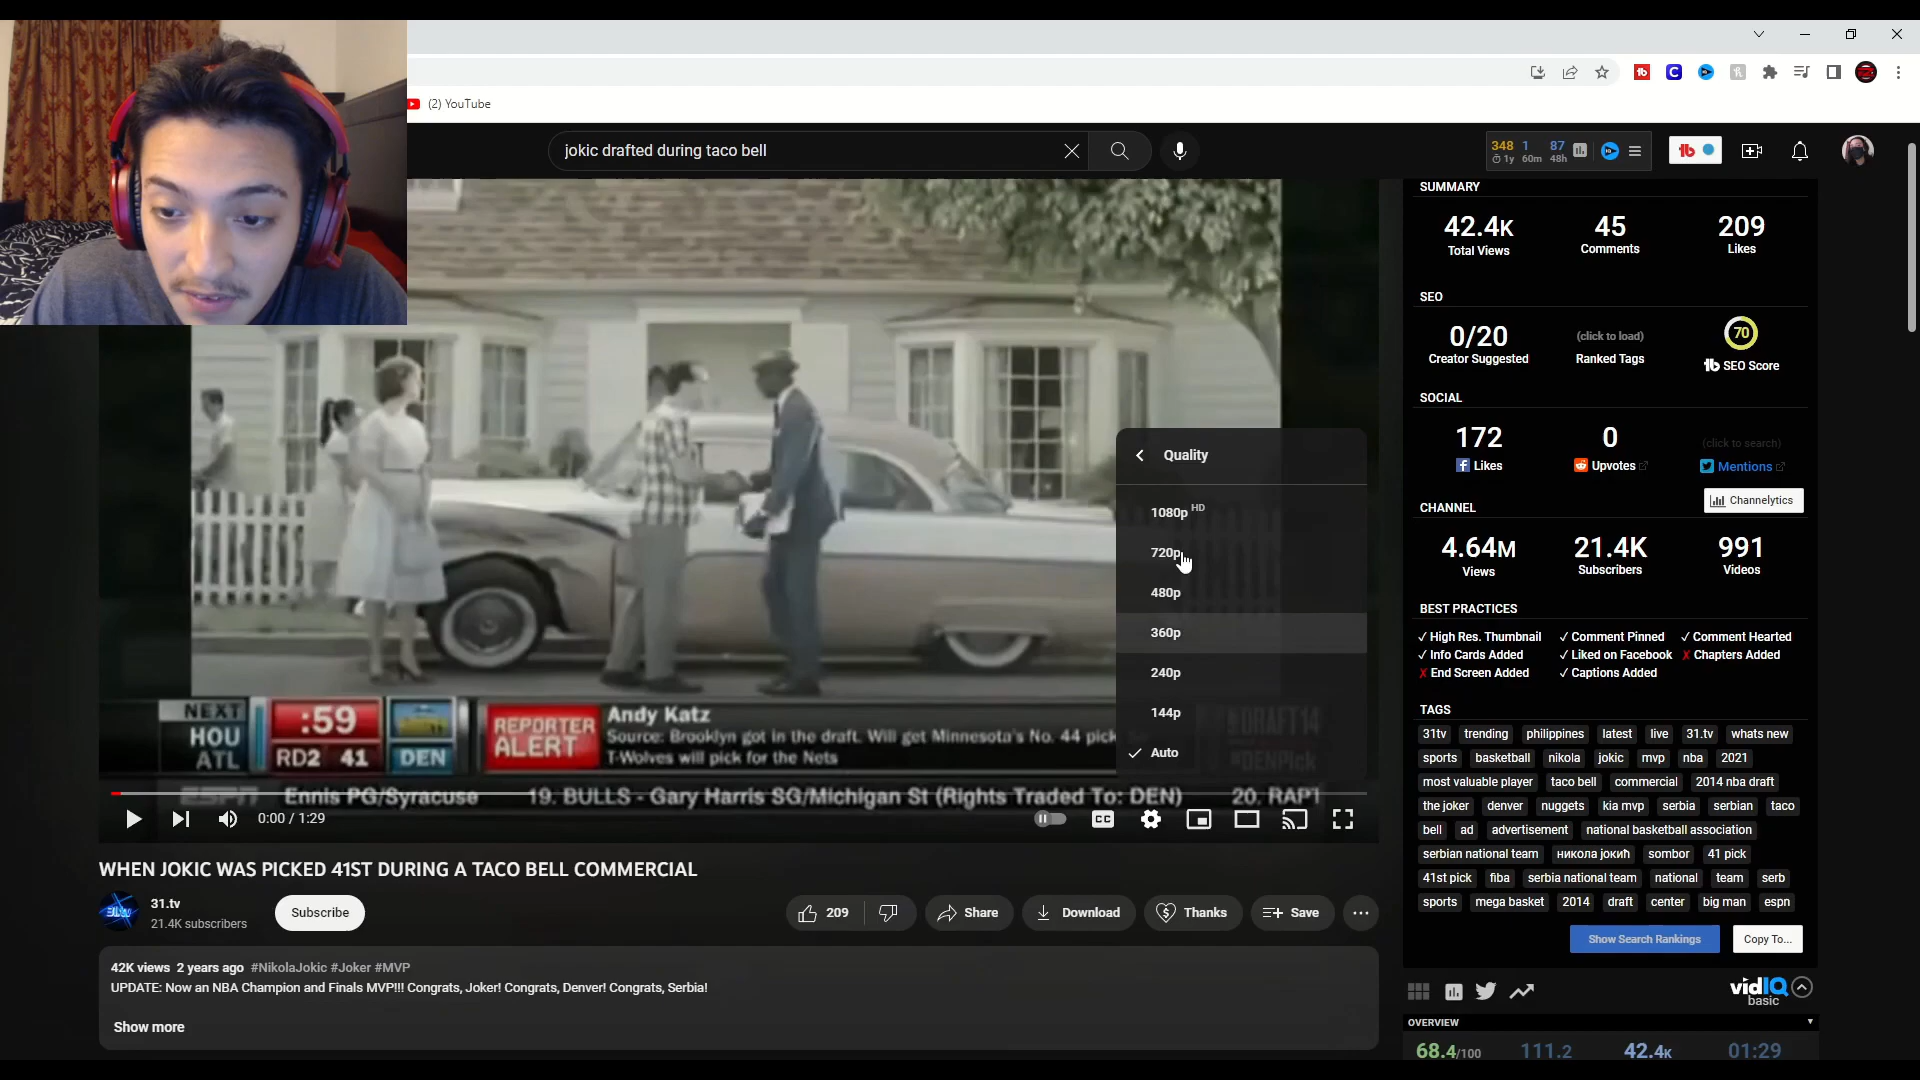 (2) YouTube
jokic drafted during taco bell
348 1 87
1y 60m 48h
SUMMARY
42.4K 45 209
Total Views Comments Likes
SEO
0/20 (click to load) 70
Creator Suggested Ranked Tags tb SEO Score
SOCIAL
172 0 (click to search)
Likes Upvotes Mentions
Channelytics
CHANNEL
4.64M 21.4K 991
Views Subscribers Videos
BEST PRACTICES
✓ High Res. Thumbnail ✓ Comment Pinned ✓ Comment Hearted
✓ Info Cards Added ✓ Liked on Facebook ✗ Chapters Added
✗ End Screen Added ✓ Captions Added
TAGS
31tv trending philippines latest live 31.tv whats new
sports basketball nikola jokic mvp nba 2021
most valuable player taco bell commercial 2014 nba draft
the joker denver nuggets kia mvp serbia serbian taco
bell ad advertisement national basketball association
serbian national team никола јокић sombor 41 pick
41st pick fiba serbia national team national team serb
sports mega basket 2014 draft center big man espn
Show Search Rankings Copy To...
vidIQ
basic
OVERVIEW
68.4/100 111.2 42.4K 01:29
Quality
1080p HD
720p
480p
360p
240p
144p
Auto
NEXT
HOU
ATL
:59
RD2 41 DEN
REPORTER
ALERT
Andy Katz
Source: Brooklyn got in the draft. Will get Minnesota's No. 44 pick
T-Wolves will pick for the Nets
#DRAFT14
#DENPick
ESPN Ennis PG/Syracuse 19. BULLS - Gary Harris SG/Michigan St (Rights Traded To: DEN) 20. RAPT
0:00 / 1:29
CC
WHEN JOKIC WAS PICKED 41ST DURING A TACO BELL COMMERCIAL
31.tv
21.4K subscribers
Subscribe
209 Share Download Thanks Save
42K views 2 years ago #NikolaJokic #Joker #MVP
UPDATE: Now an NBA Champion and Finals MVP!!! Congrats, Joker! Congrats, Denver! Congrats, Serbia!
Show more